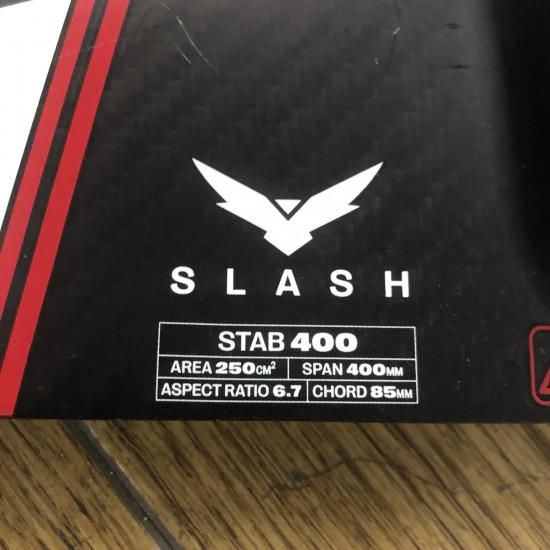 SLASH
STAB 400
AREA 250CM² SPAN 400MM
ASPECT RATIO 6.7 CHORD 85MM